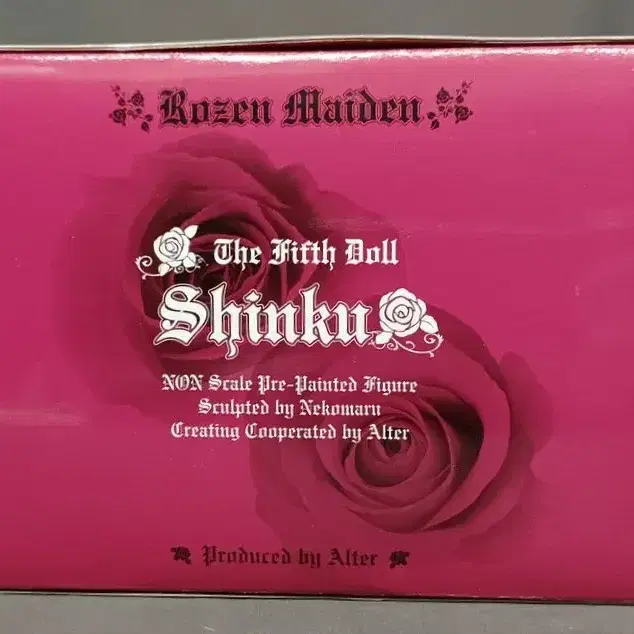 Rozen Maiden
The Fifth Doll
Shinku
NON Scale Pre-Painted Figure
Sculpted by Nekomaru
Creating Cooperated by Alter
Produced by Alter